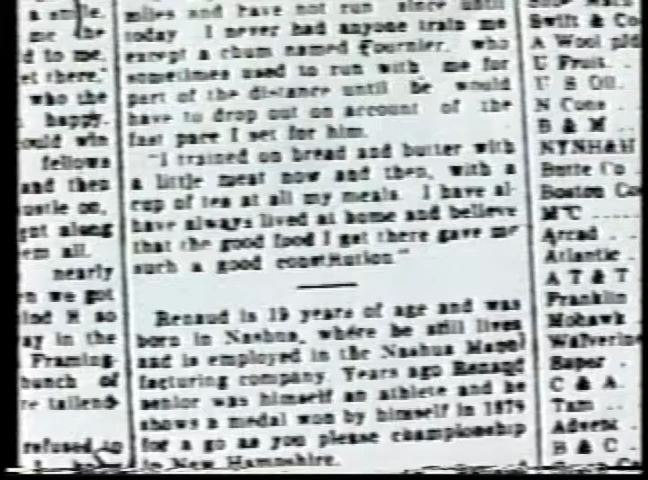 a smile.
me the
d to me.
et there,"
who the
happy.
ould win
fellows
and then
ustle on,
got along
em all.
nearly
n we got
ind H so
ay in the
Framing-
bunch of
re tailend-
refused to
miles and have not run since until
today I never had anyone train me
except a chum named Fournier, who
sometimes used to run with me for
part of the distance until he would
have to drop out on account of the
fast pace I set for him.
"I trained on bread and butter with
a little meat now and then, with a
cup of tea at all my meals. I have al-
have always lived at home and believe
that the good food I get there gave me
such a good constitution"
Renaud is 19 years of age and was
born in Nashua, where he still lives
and is employed in the Nashua Manu-
facturing company. Years ago Renaud
senior was himself an athlete and he
shows a medal won by himself in 1879
for a go as you please championship
in New Hampshire.
Swift & Co
A Wool pfd
U Fruit
U S Oil
N Cons
B & M
NYNH&H
Butte Co
Boston Co
M C
Arcad
Atlantic
A T & T
Franklin
Mohawk
Wolverine
Super
C & A
Tam
Advent
B & C